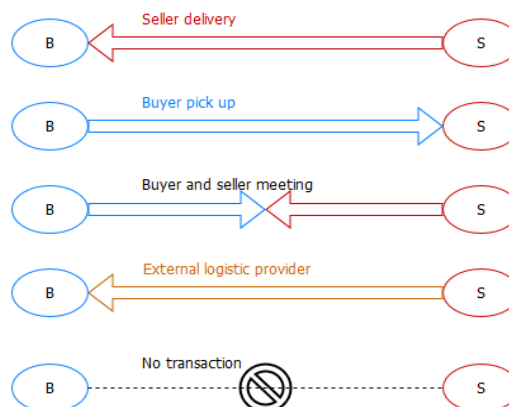 Seller delivery
B S
Buyer pick up
B S
Buyer and seller meeting
B S
External logistic provider
B S
No transaction
B S